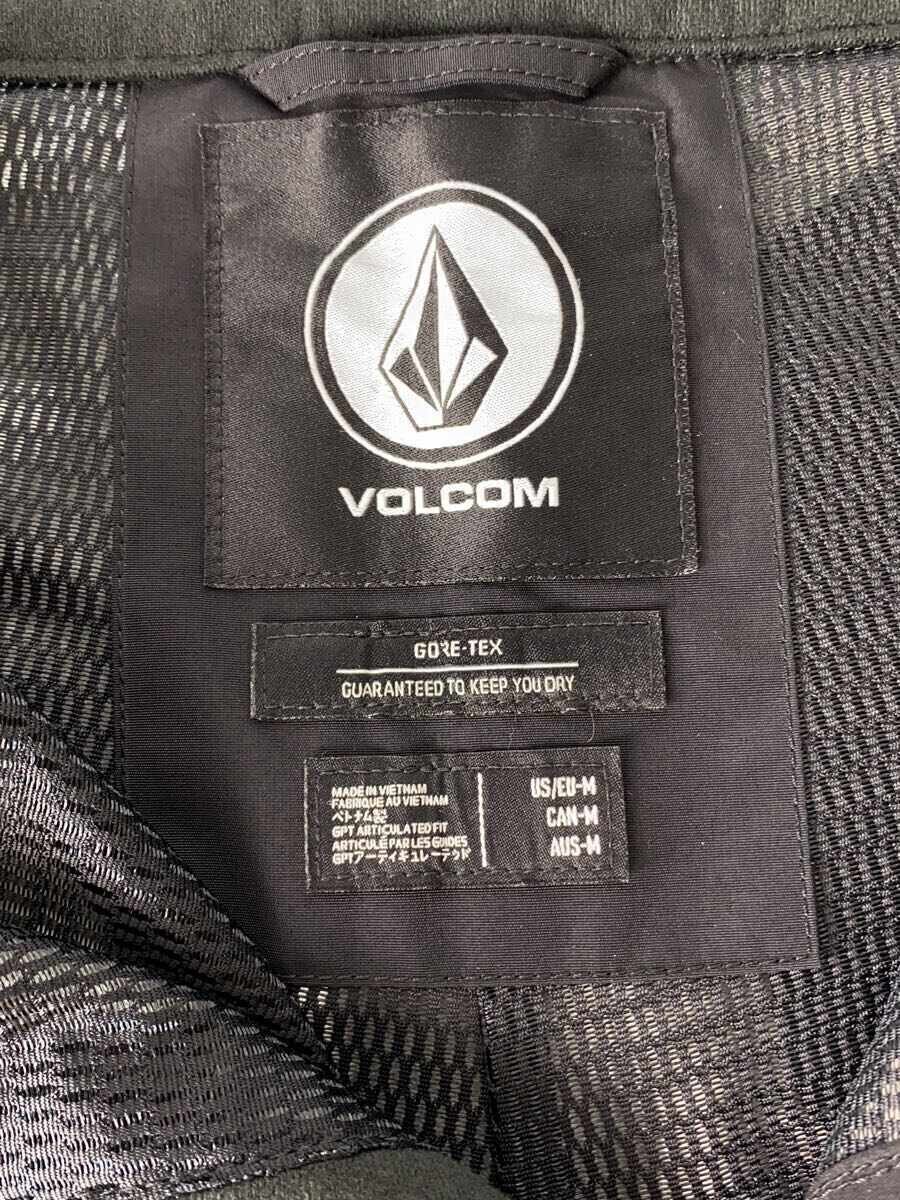 VOLCOM
GORE-TEX
GUARANTEED TO KEEP YOU DRY
MADE IN VIETNAM
FABRIQUE AU VIETNAM
ベトナム製
GPT ARTICULATED FIT
ARTICULÉ PAR LES GUIDES
GPTアーティキュレーテッド
US/EU-M
CAN-M
AUS-M